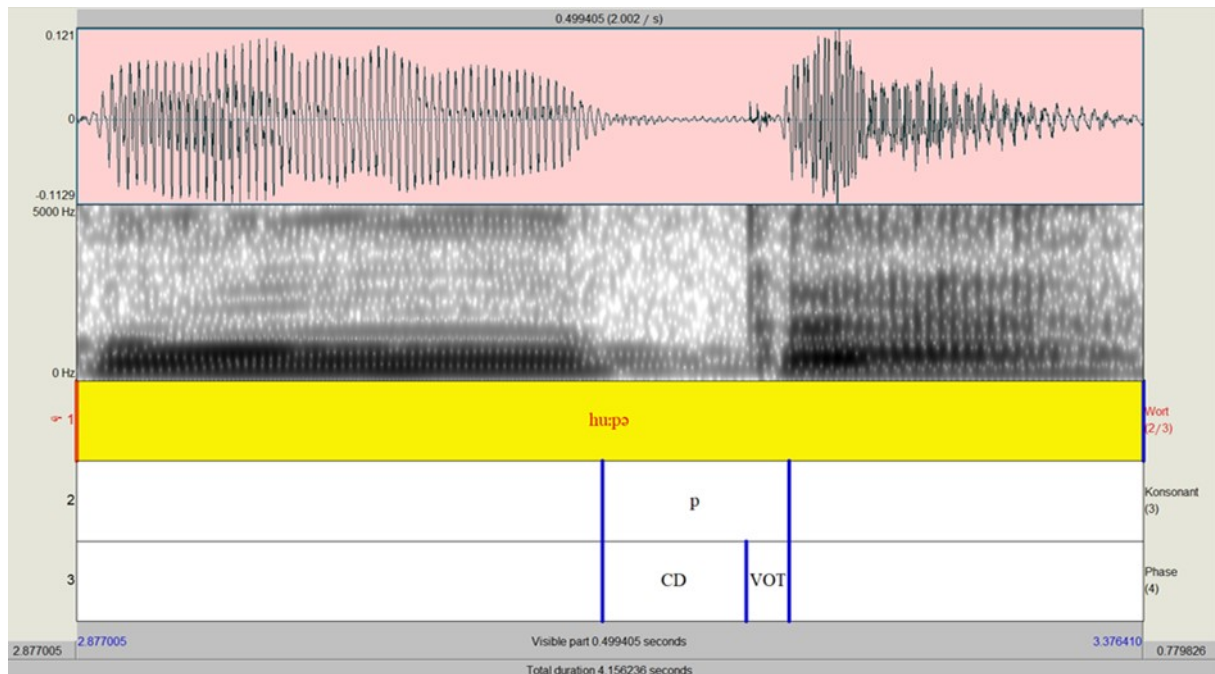 0.499405 (2.002 / s)
0.121
0
-0.1129
5000 Hz
0 Hz
1
hu:pə
Wort
(2/3)
2
p
Konsonant
(3)
3
CD
VOT
Phase
(4)
2.877005
2.877005
Visible part 0.499405 seconds
3.376410
0.779826
Total duration 4.156236 seconds